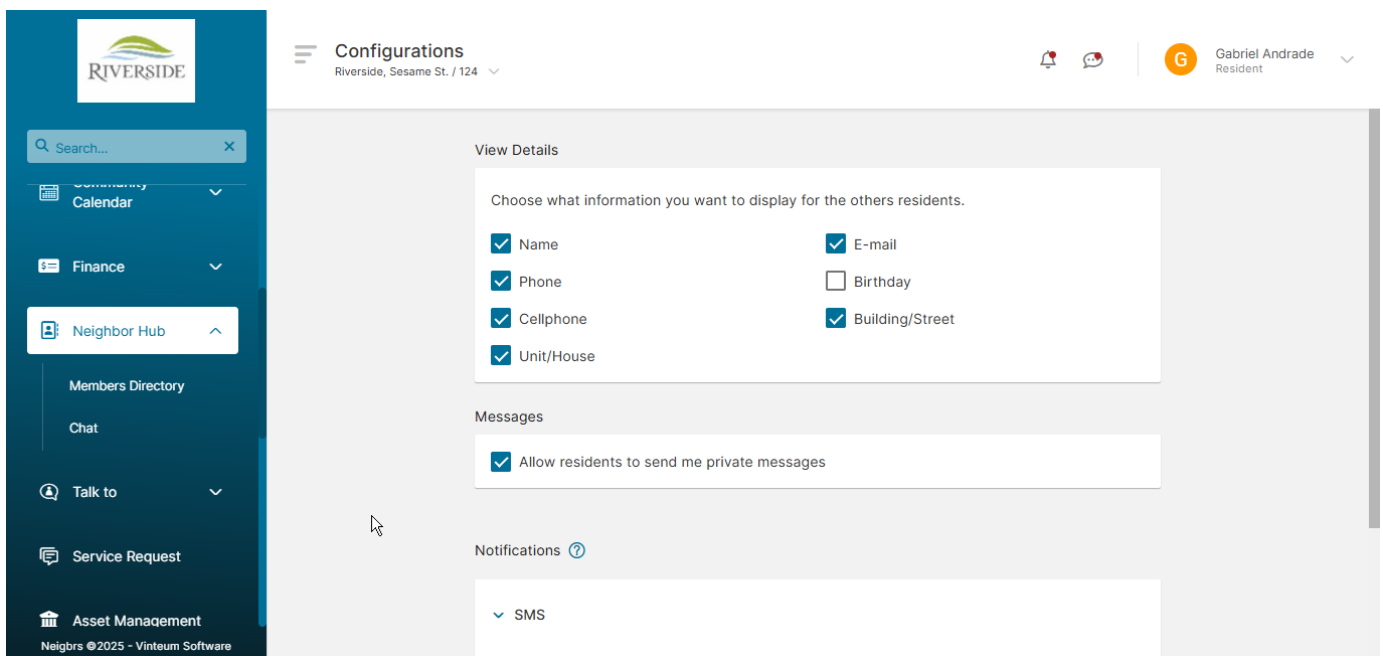 RIVERSIDE
Search...
Community
Calendar
Finance
Neighbor Hub
Members Directory
Chat
Talk to
Service Request
Asset Management
Neigbrs ©2025 - Vinteum Software
Configurations
Riverside, Sesame St. / 124
G
Gabriel Andrade
Resident
View Details
Choose what information you want to display for the others residents.
Name
E-mail
Phone
Birthday
Cellphone
Building/Street
Unit/House
Messages
Allow residents to send me private messages
Notifications ?
SMS